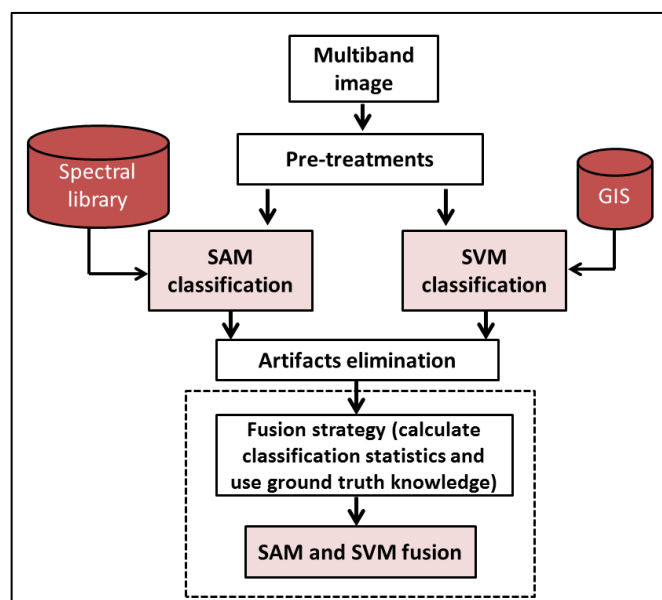 Multiband
image
Pre-treatments
Spectral
library
GIS
SAM
classification
SVM
classification
Artifacts elimination
Fusion strategy (calculate
classification statistics and
use ground truth knowledge)
SAM and SVM fusion